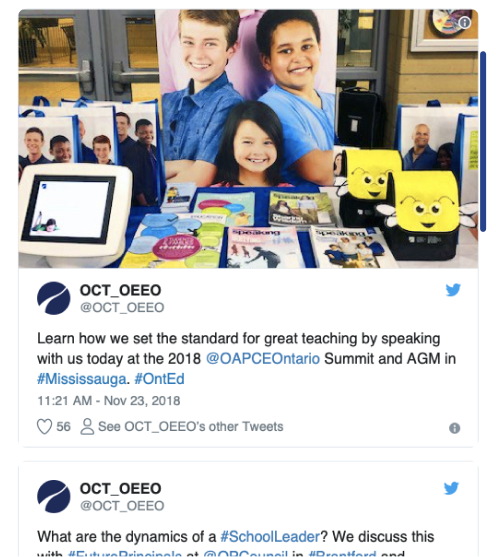 speaking
speaking
OCT_OEEO
@OCT_OEEO
Learn how we set the standard for great teaching by speaking
with us today at the 2018 @OAPCEOntario Summit and AGM in
#Mississauga. #OntEd
11:21 AM - Nov 23, 2018
56 See OCT_OEEO's other Tweets
OCT_OEEO
@OCT_OEEO
What are the dynamics of a #SchoolLeader? We discuss this
with #FuturePrincipals at @OPCouncil in #Brantford and